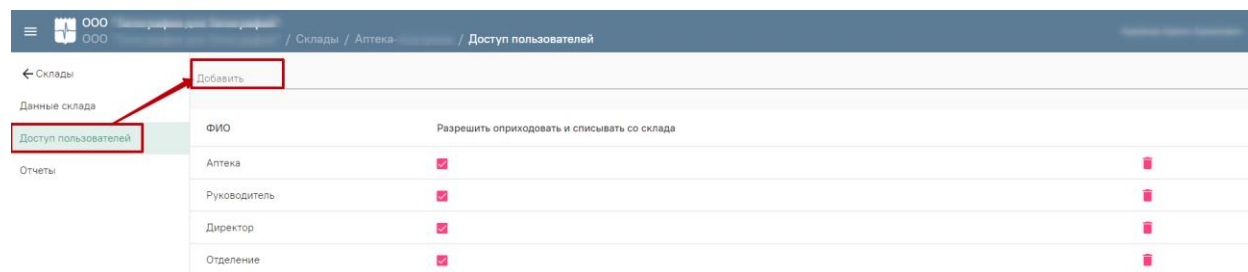 ООО
ООО / Склады / Аптека- / Доступ пользователей
Склады
Добавить
Данные склада
Доступ пользователей
Отчеты
ФИО Разрешить оприходовать и списывать со склада
Аптека
Руководитель
Директор
Отделение